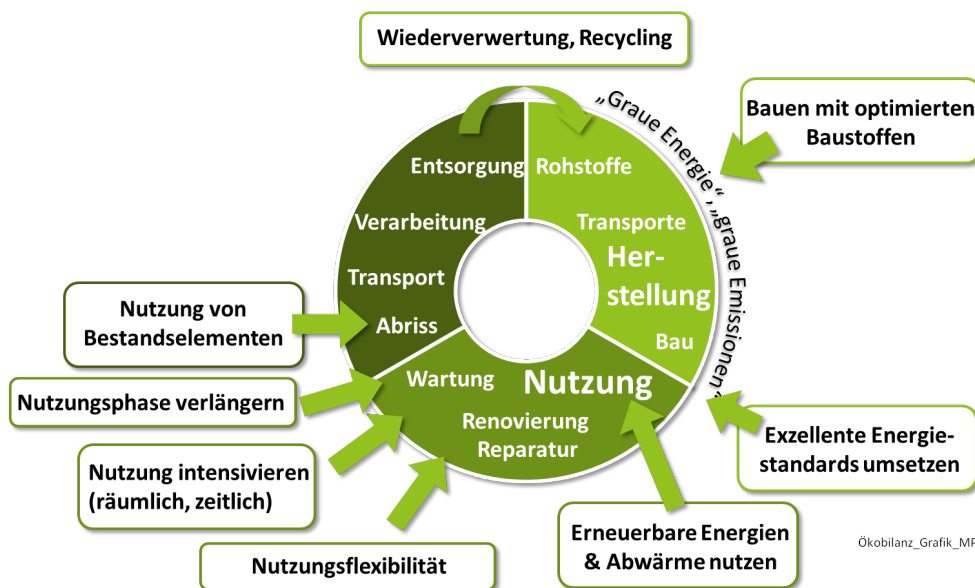 Wiederverwertung, Recycling
„Graue Energie“, „graue Emissionen“
Bauen mit optimierten
Baustoffen
Entsorgung
Rohstoffe
Verarbeitung
Transporte
Her-
stellung
Transport
Nutzung von
Bestandselementen
Abriss
Bau
Wartung
Nutzung
Nutzungsphase verlängern
Renovierung
Reparatur
Exzellente Energie-
standards umsetzen
Nutzung intensivieren
(räumlich, zeitlich)
Erneuerbare Energien
& Abwärme nutzen
Nutzungsflexibilität
Ökobilanz_Grafik_MP